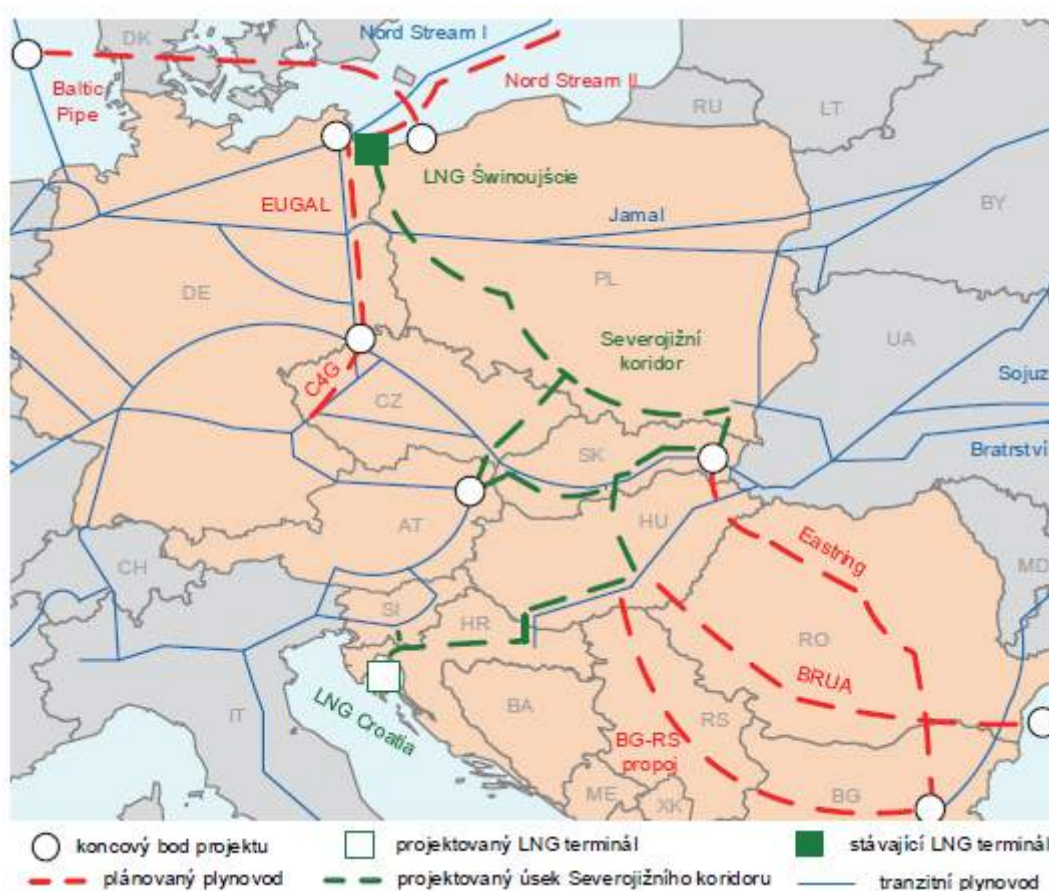 DK
Nord Stream I
Baltic
Pipe
Nord Stream II
RU
LT
LNG Świnoujście
EUGAL
Jamal
BY
DE
PL
Severojižní
koridor
UA
C4G
CZ
Sojuz
SK
Bratrství
AT
HU
Eastring
CH
MD
SI
HR
RO
BRUA
LNG Croatia
IT
BA
RS
BG-RS
propoj
ME
XK
BG
koncový bod projektu
projektovaný LNG terminál
stávající LNG terminál
plánovaný plynovod
projektovaný úsek Severojižního koridoru
tranzitní plynovod